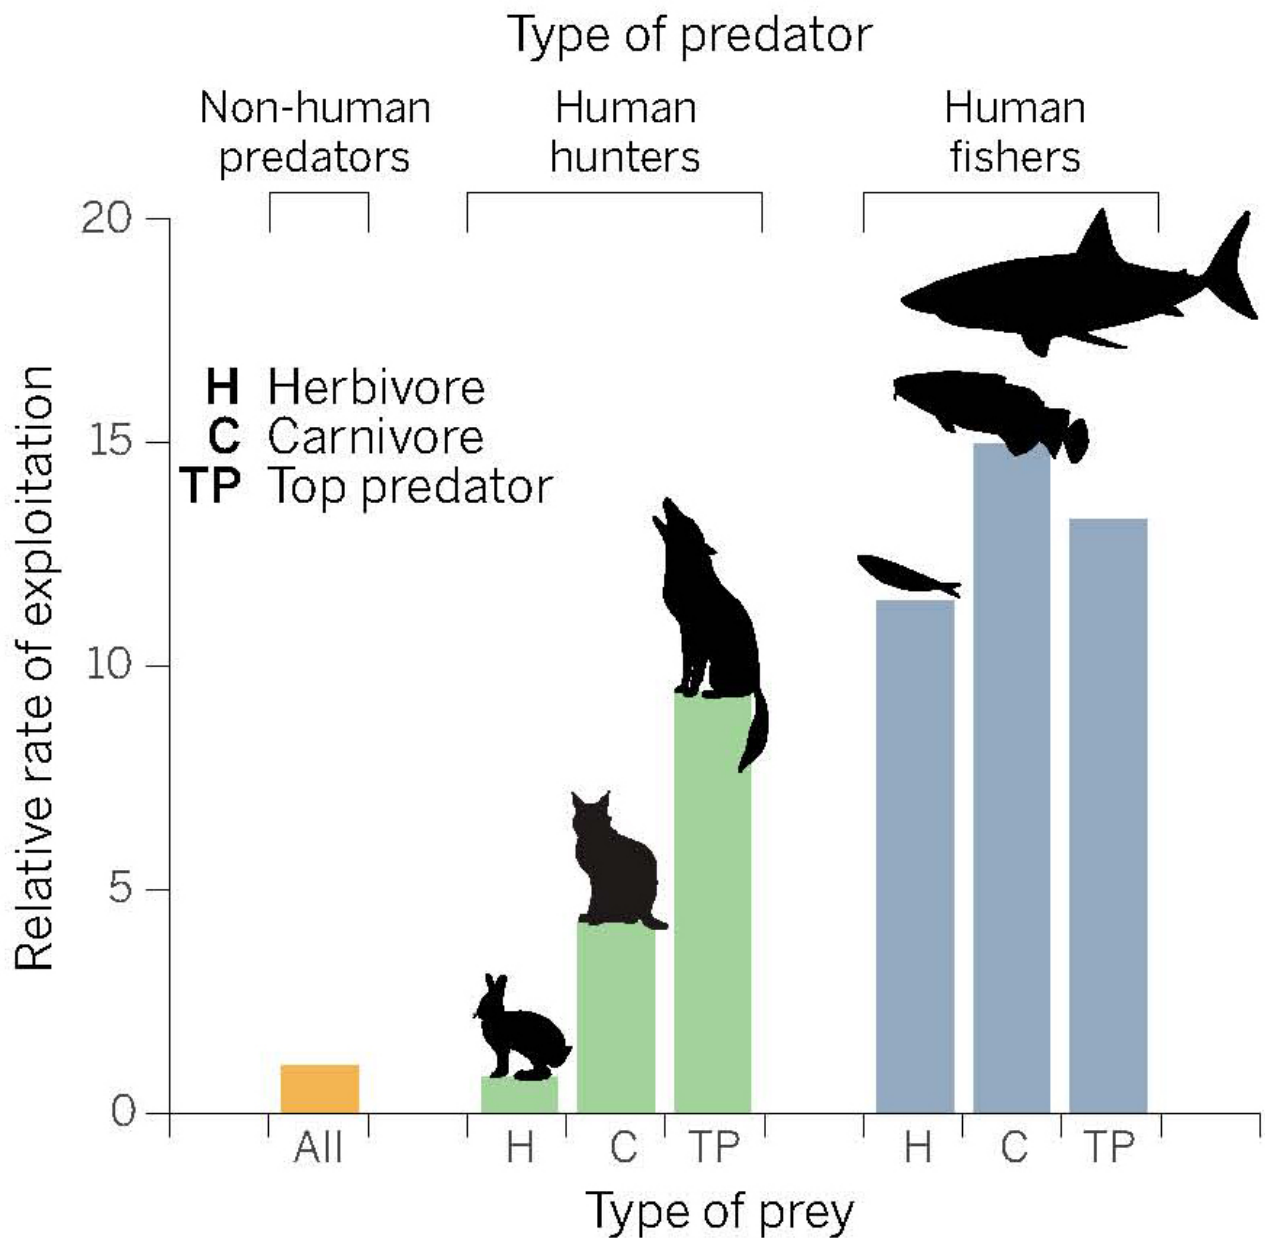 Type of predator
Non-human
predators
Human
hunters
Human
fishers
20
15
10
5
0
Relative rate of exploitation
H Herbivore
C Carnivore
TP Top predator
All
H
C
TP
H
C
TP
Type of prey